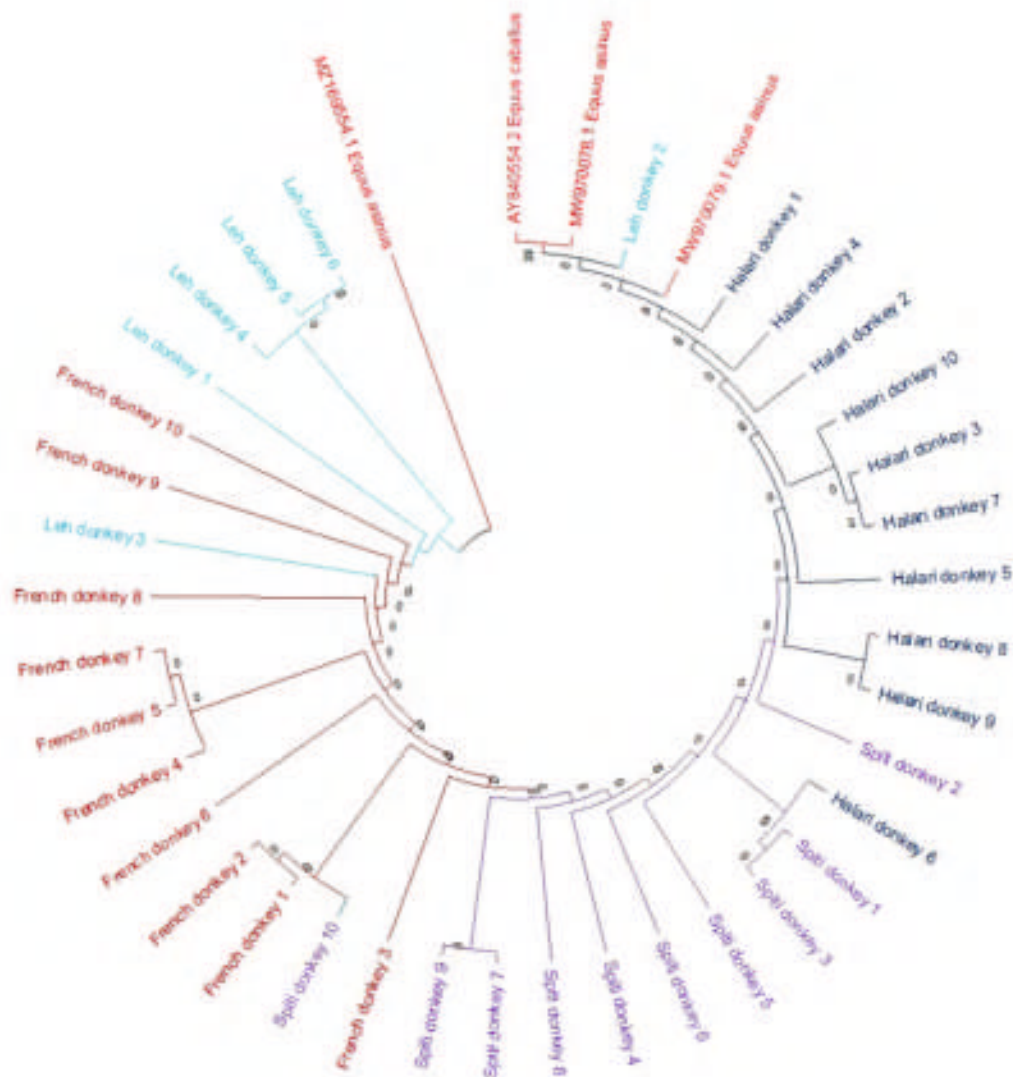 MZ169554.1 Equus asinus
AY840554.2 Equus caballus
MW970078.1 Equus asinus
Leh donkey 2
MW970079.1 Equus asinus
Halari donkey 1
Halari donkey 4
Halari donkey 2
Halari donkey 10
Halari donkey 3
Halari donkey 7
Halari donkey 5
Halari donkey 8
Halari donkey 9
Spiti donkey 2
Halari donkey 6
Spiti donkey 1
Spiti donkey 3
Spiti donkey 5
Spiti donkey 6
Spiti donkey 4
Spiti donkey 8
Spiti donkey 7
Spiti donkey 9
French donkey 3
Spiti donkey 10
French donkey 1
French donkey 2
French donkey 6
French donkey 4
French donkey 5
French donkey 7
French donkey 8
Leh donkey 3
French donkey 9
French donkey 10
Leh donkey 1
Leh donkey 4
Leh donkey 5
Leh donkey 6